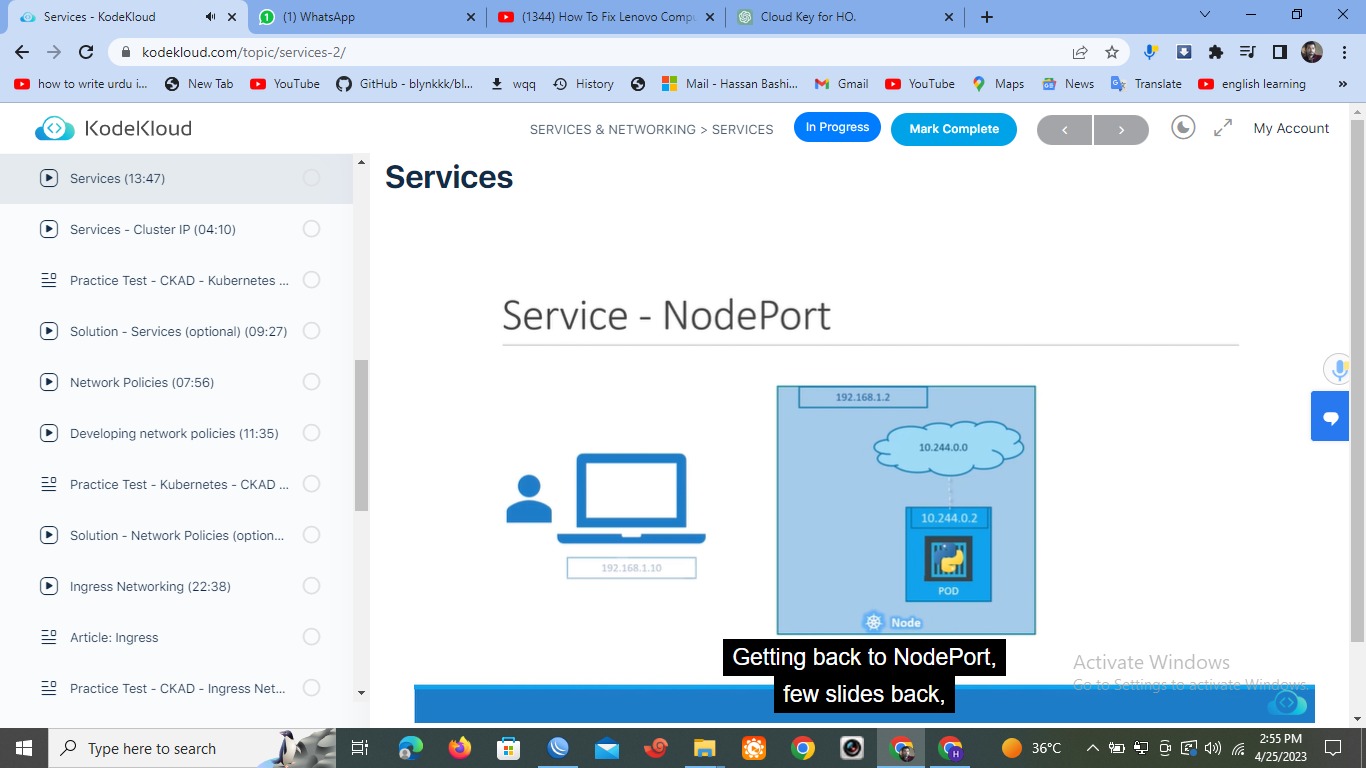 Services - KodeKloud
(1) WhatsApp
(1344) How To Fix Lenovo Compu
Cloud Key for HO.
kodekloud.com/topic/services-2/
how to write urdu i...
New Tab
YouTube
GitHub - blynkkk/bl...
wqq
History
Mail - Hassan Bashi...
Gmail
YouTube
Maps
News
Translate
english learning
»
KodeKloud
SERVICES & NETWORKING > SERVICES
In Progress
Mark Complete
My Account
Services (13:47)
Services - Cluster IP (04:10)
Practice Test - CKAD - Kubernetes ...
Solution - Services (optional) (09:27)
Network Policies (07:56)
Developing network policies (11:35)
Practice Test - Kubernetes - CKAD ...
Solution - Network Policies (option...
Ingress Networking (22:38)
Article: Ingress
Practice Test - CKAD - Ingress Net...
Services
Service - NodePort
192.168.1.2
10.244.0.0
10.244.0.2
POD
192.168.1.10
Node
Getting back to NodePort,
few slides back,
Activate Windows
Go to Settings to activate Windows.
Type here to search
36°C
2:55 PM
4/25/2023